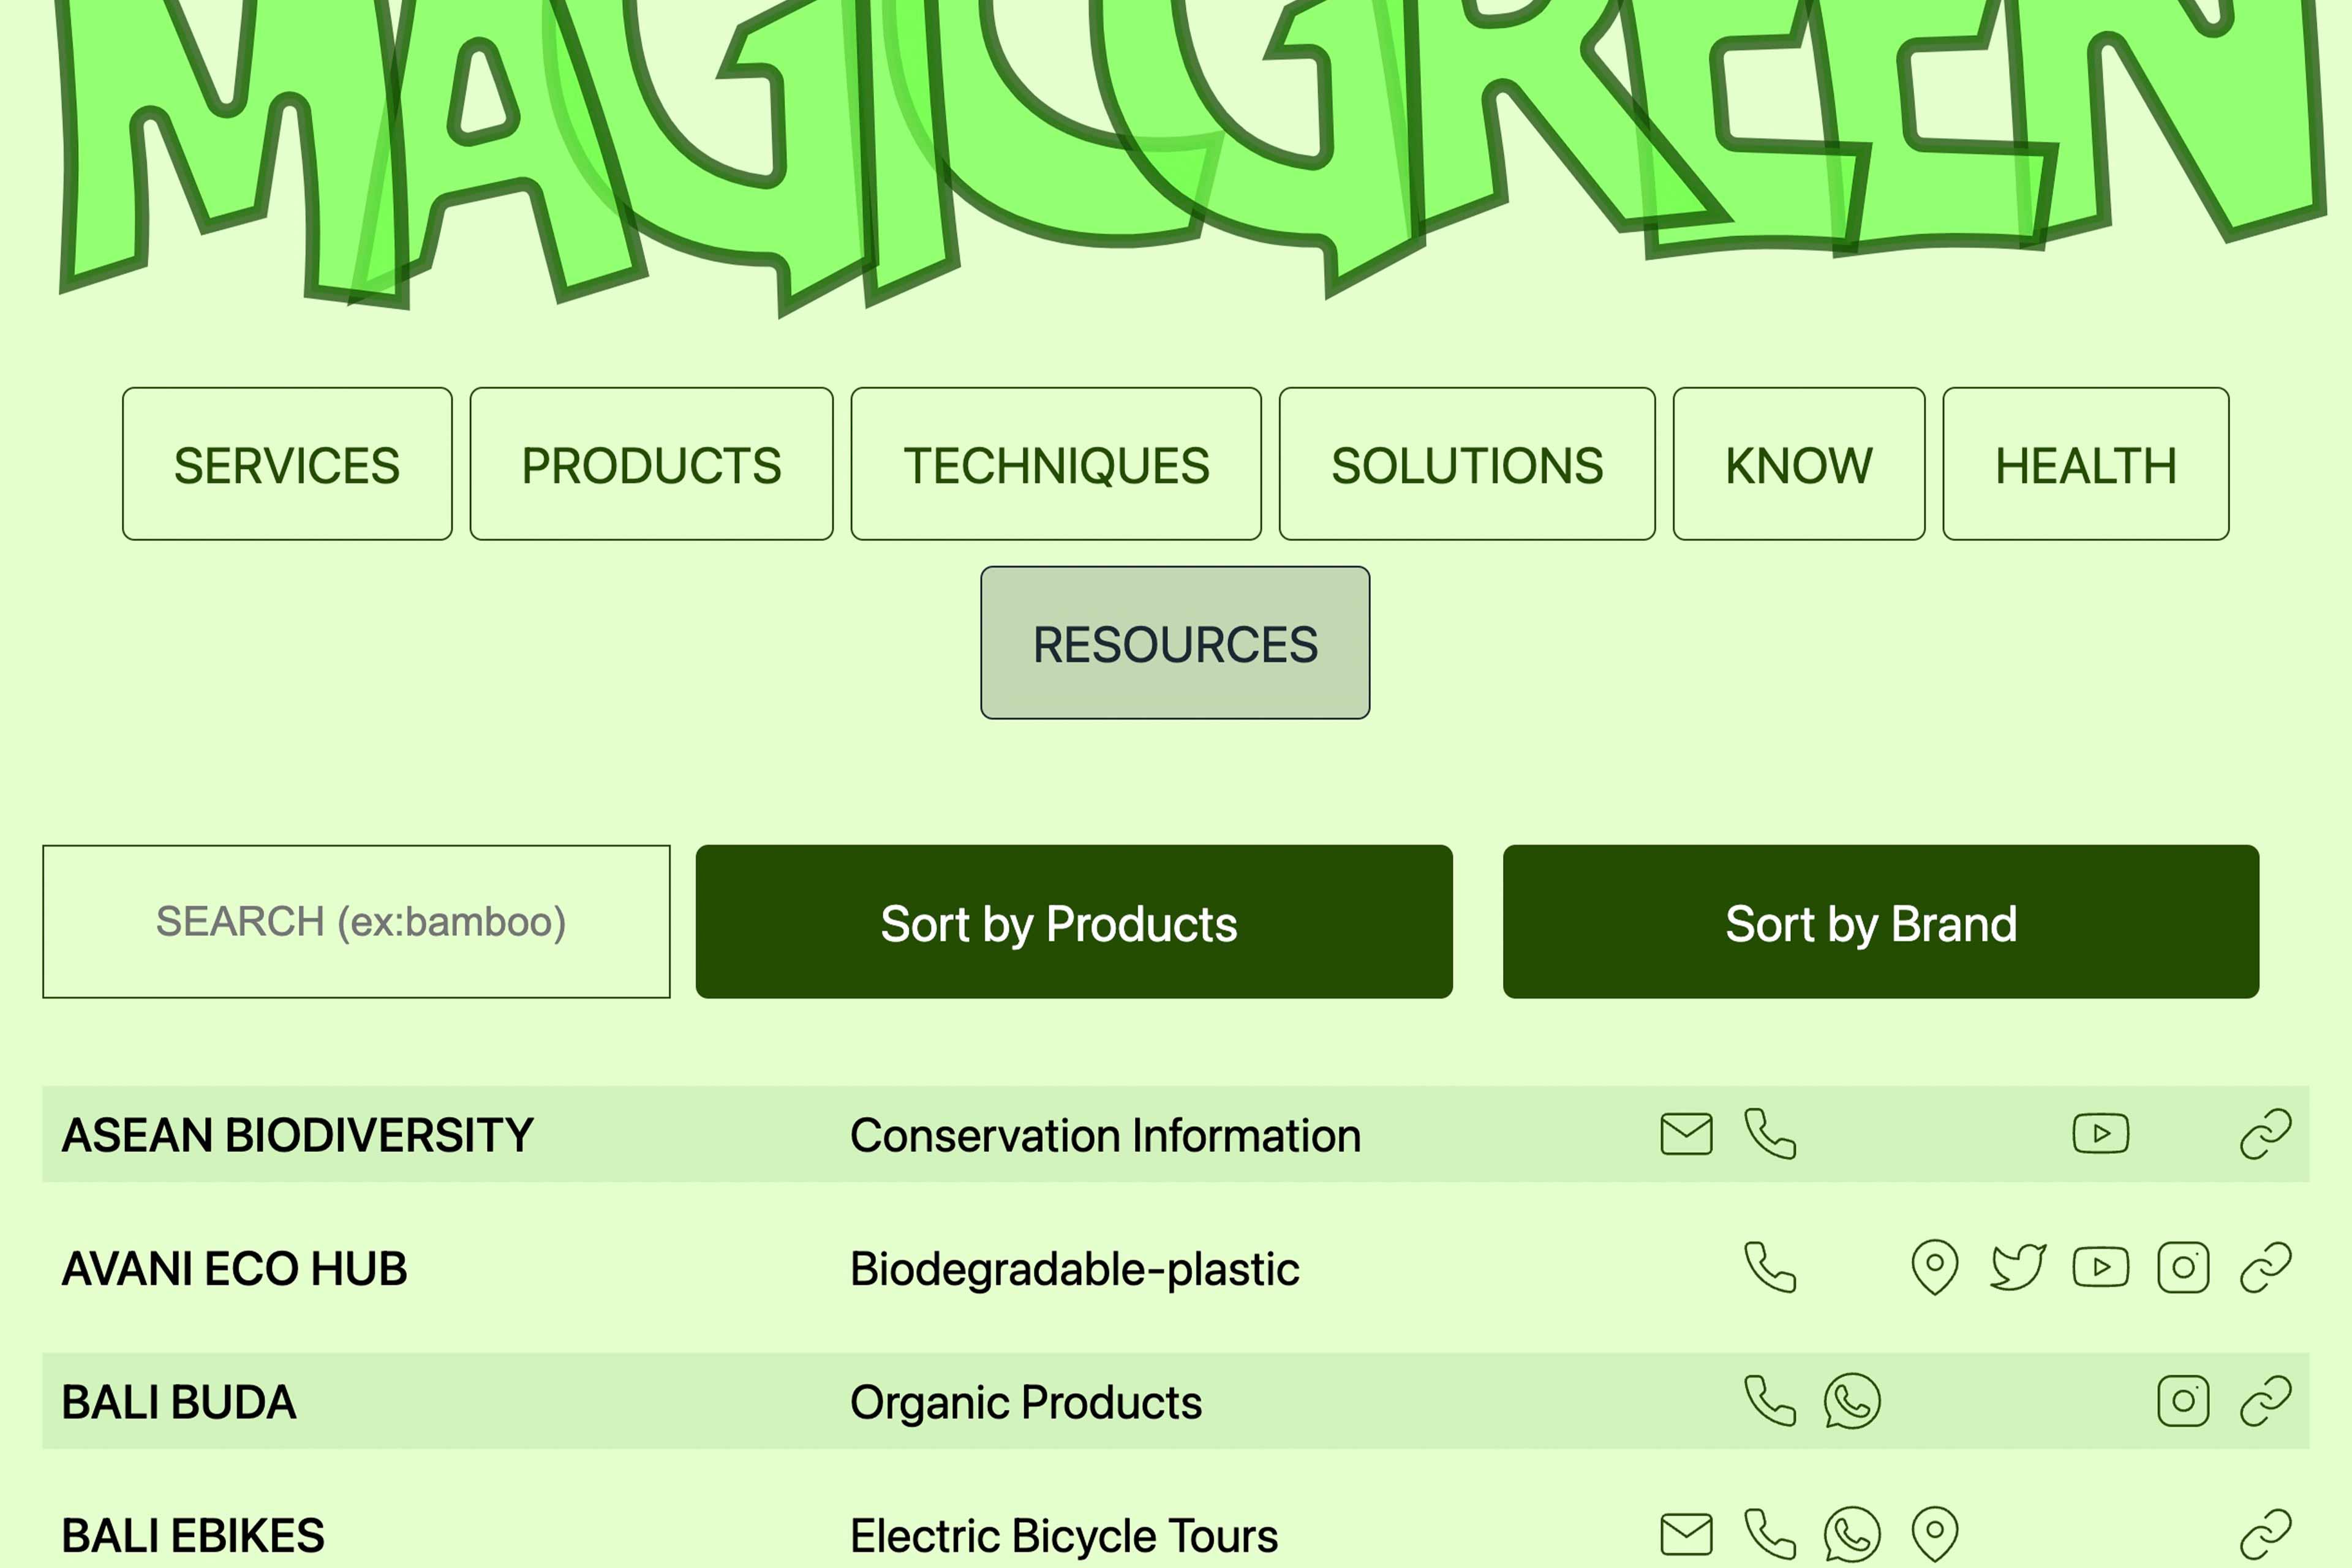 MAGICGREEN
SERVICES PRODUCTS TECHNIQUES SOLUTIONS KNOW HEALTH
RESOURCES
SEARCH (ex:bamboo) Sort by Products Sort by Brand
ASEAN BIODIVERSITY Conservation Information
AVANI ECO HUB Biodegradable-plastic
BALI BUDA Organic Products
BALI EBIKES Electric Bicycle Tours